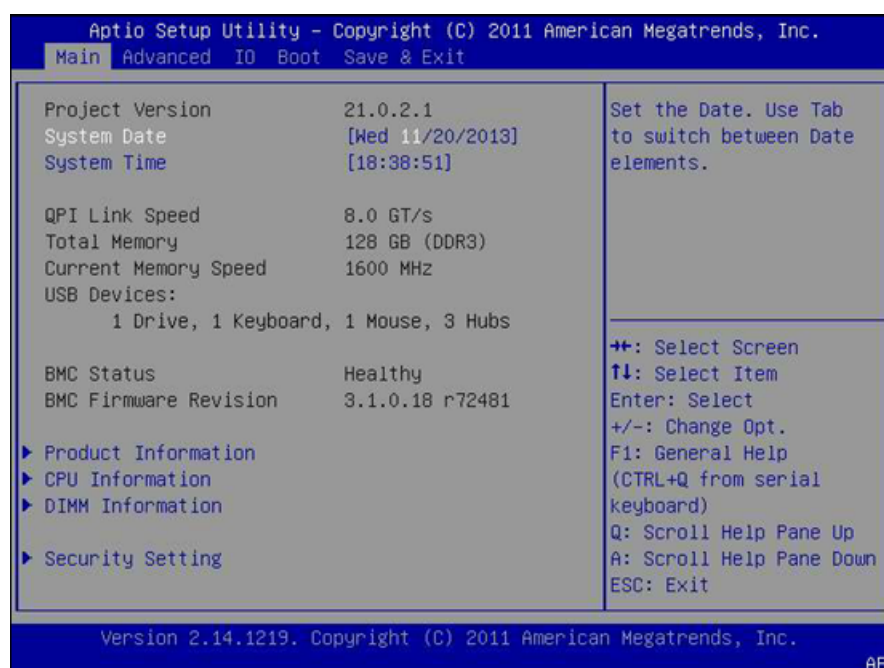 Aptio Setup Utility – Copyright (C) 2011 American Megatrends, Inc.
Main Advanced IO Boot Save & Exit
Project Version 21.0.2.1
System Date [Wed 11/20/2013]
System Time [18:38:51]
QPI Link Speed 8.0 GT/s
Total Memory 128 GB (DDR3)
Current Memory Speed 1600 MHz
USB Devices:
1 Drive, 1 Keyboard, 1 Mouse, 3 Hubs
BMC Status Healthy
BMC Firmware Revision 3.1.0.18 r72481
Product Information
CPU Information
DIMM Information
Security Setting
Set the Date. Use Tab
to switch between Date
elements.
→←: Select Screen
↑↓: Select Item
Enter: Select
+/-: Change Opt.
F1: General Help
(CTRL+Q from serial
keyboard)
Q: Scroll Help Pane Up
A: Scroll Help Pane Down
ESC: Exit
Version 2.14.1219. Copyright (C) 2011 American Megatrends, Inc.